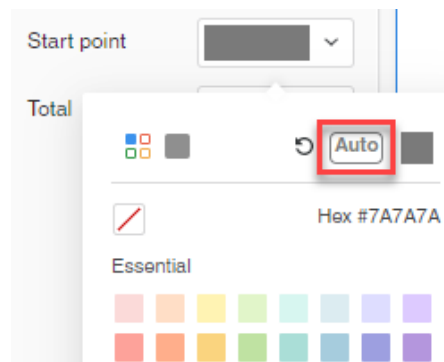 Start point
Total
Auto
Hex #7A7A7A
Essential